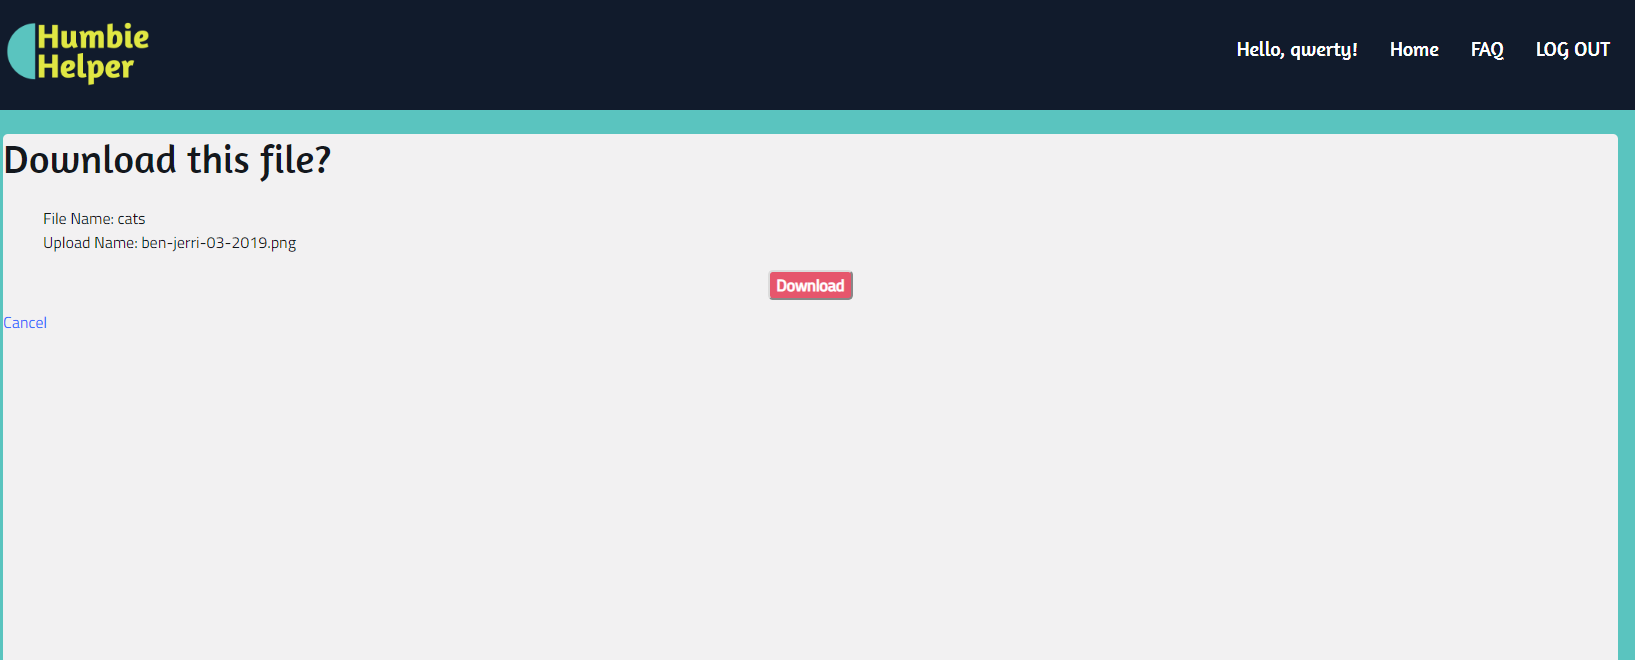 Humbie
Helper
Hello, qwerty! Home FAQ LOG OUT
Download this file?
File Name: cats
Upload Name: ben-jerri-03-2019.png
Download
Cancel